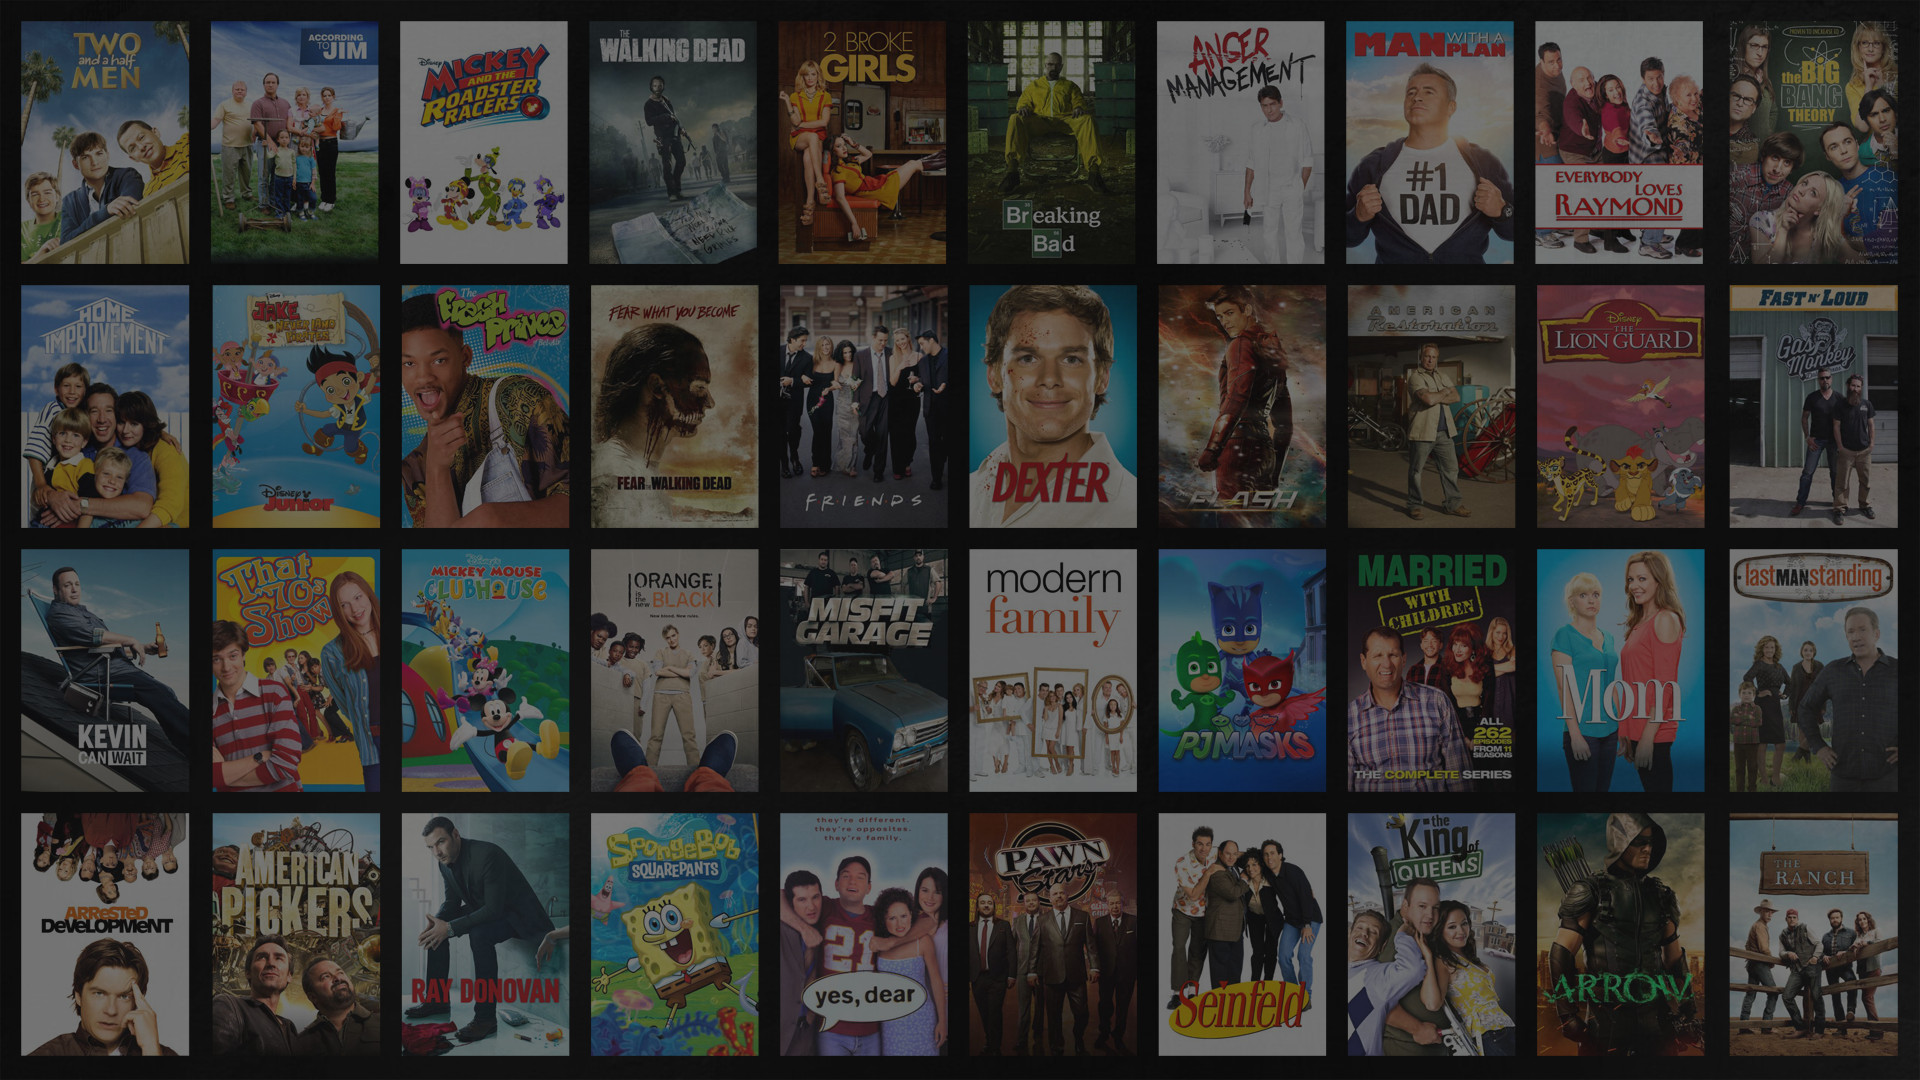 TWO
and a half
MEN
ACCORDING
TO JIM
Disney
MICKEY
AND THE
ROADSTER
RACERS
THE
WALKING DEAD
2 BROKE
GIRLS
Breaking
Bad
ANGER
MANAGEMENT
MAN WITH A
PLAN
#1
DAD
EVERYBODY
LOVES
RAYMOND
the BIG
BANG
THEORY
HOME
IMPROVEMENT
JAKE
AND THE
NEVER LAND
PIRATES
Disney
Junior
The
Fresh
Prince
of Bel-Air
FEAR WHAT YOU BECOME
FEAR THE WALKING DEAD
FRIENDS
DEXTER
THE
FLASH
AMERICAN
Restoration
Disney
THE
LION GUARD
FAST N' LOUD
Gas
Monkey
KEVIN
CAN WAIT
That
'70s
Show
Disney's
MICKEY MOUSE
CLUBHOUSE
ORANGE
is the new
BLACK
New blood. New rules.
MISFIT
GARAGE
modern
family
PJ MASKS
MARRIED
WITH
CHILDREN
ALL
262
EPISODES
FROM 11
SEASONS
THE COMPLETE SERIES
Mom
last man standing
ARReSTeD
DeVeLOPMeNT
AMERICAN
PICKERS
RAY DONOVAN
SpongeBob
SQUAREPANTS
they're different.
they're opposites.
they're family.
21
yes, dear
PAWN
Stars
Seinfeld
the
King of
QUEENS
ARROW
THE
RANCH